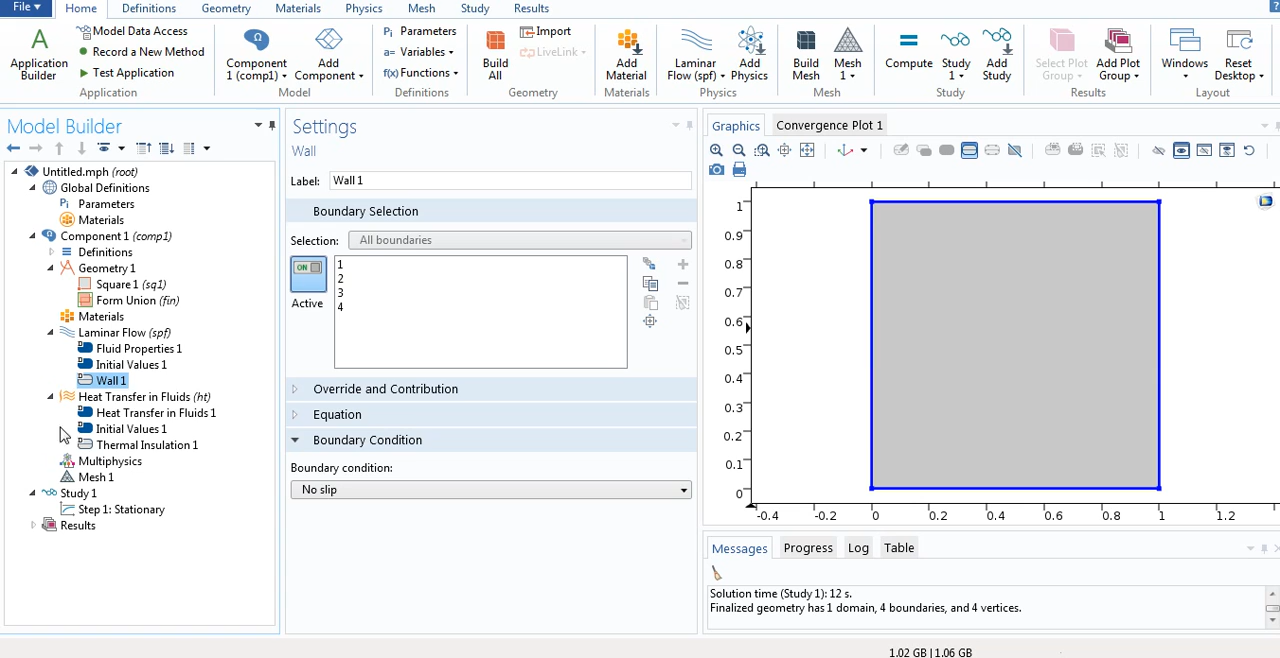 File Home Definitions Geometry Materials Physics Mesh Study Results
Application Builder
Model Data Access
Record a New Method
Test Application
Application
Component 1 (comp1)
Add Component
Model
Pi Parameters
a= Variables
f(x) Functions
Definitions
Build All
Import
LiveLink
Geometry
Add Material
Materials
Laminar Flow (spf)
Add Physics
Physics
Build Mesh
Mesh 1
Mesh
Compute
Study 1
Add Study
Study
Select Plot Group
Add Plot Group
Results
Windows
Reset Desktop
Layout
Model Builder
Untitled.mph (root)
Global Definitions
Pi Parameters
Materials
Component 1 (comp1)
Definitions
Geometry 1
Square 1 (sq1)
Form Union (fin)
Materials
Laminar Flow (spf)
Fluid Properties 1
Initial Values 1
Wall 1
Heat Transfer in Fluids (ht)
Heat Transfer in Fluids 1
Initial Values 1
Thermal Insulation 1
Multiphysics
Mesh 1
Study 1
Step 1: Stationary
Results
Settings
Wall
Label: Wall 1
Boundary Selection
Selection: All boundaries
ON
Active
1
2
3
4
Override and Contribution
Equation
Boundary Condition
Boundary condition:
No slip
Graphics Convergence Plot 1
1
0.9
0.8
0.7
0.6
0.5
0.4
0.3
0.2
0.1
0
-0.4 -0.2 0 0.2 0.4 0.6 0.8 1 1.2
Messages Progress Log Table
Solution time (Study 1): 12 s.
Finalized geometry has 1 domain, 4 boundaries, and 4 vertices.
1.02 GB | 1.06 GB